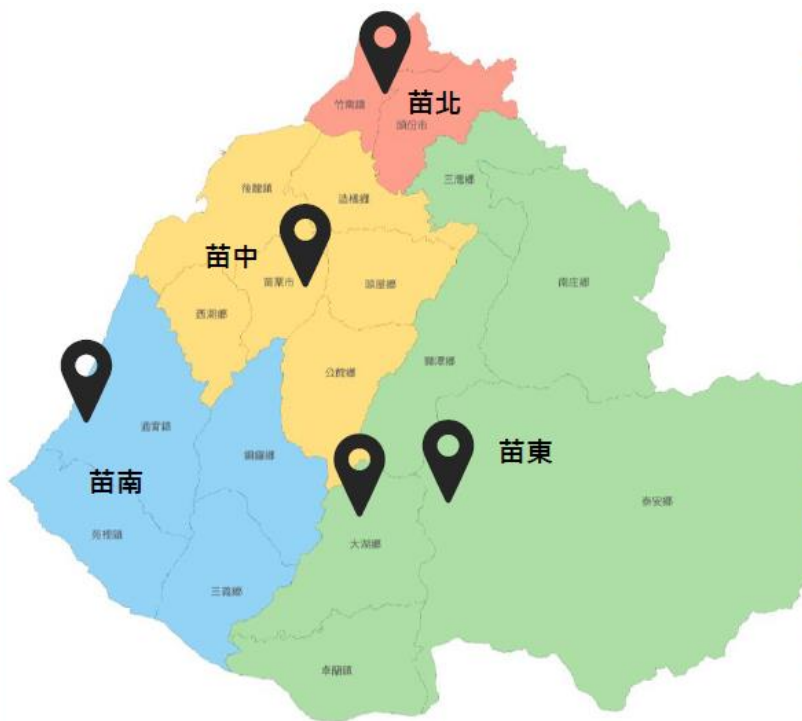 竹南鎮
苗北
頭份市
三灣鄉
後龍鎮
造橋鄉
苗中
苗栗市
頭屋鄉
南庄鄉
西湖鄉
獅潭鄉
公館鄉
通霄鎮
銅鑼鄉
苗東
苗南
泰安鄉
苑裡鎮
大湖鄉
三義鄉
卓蘭鎮